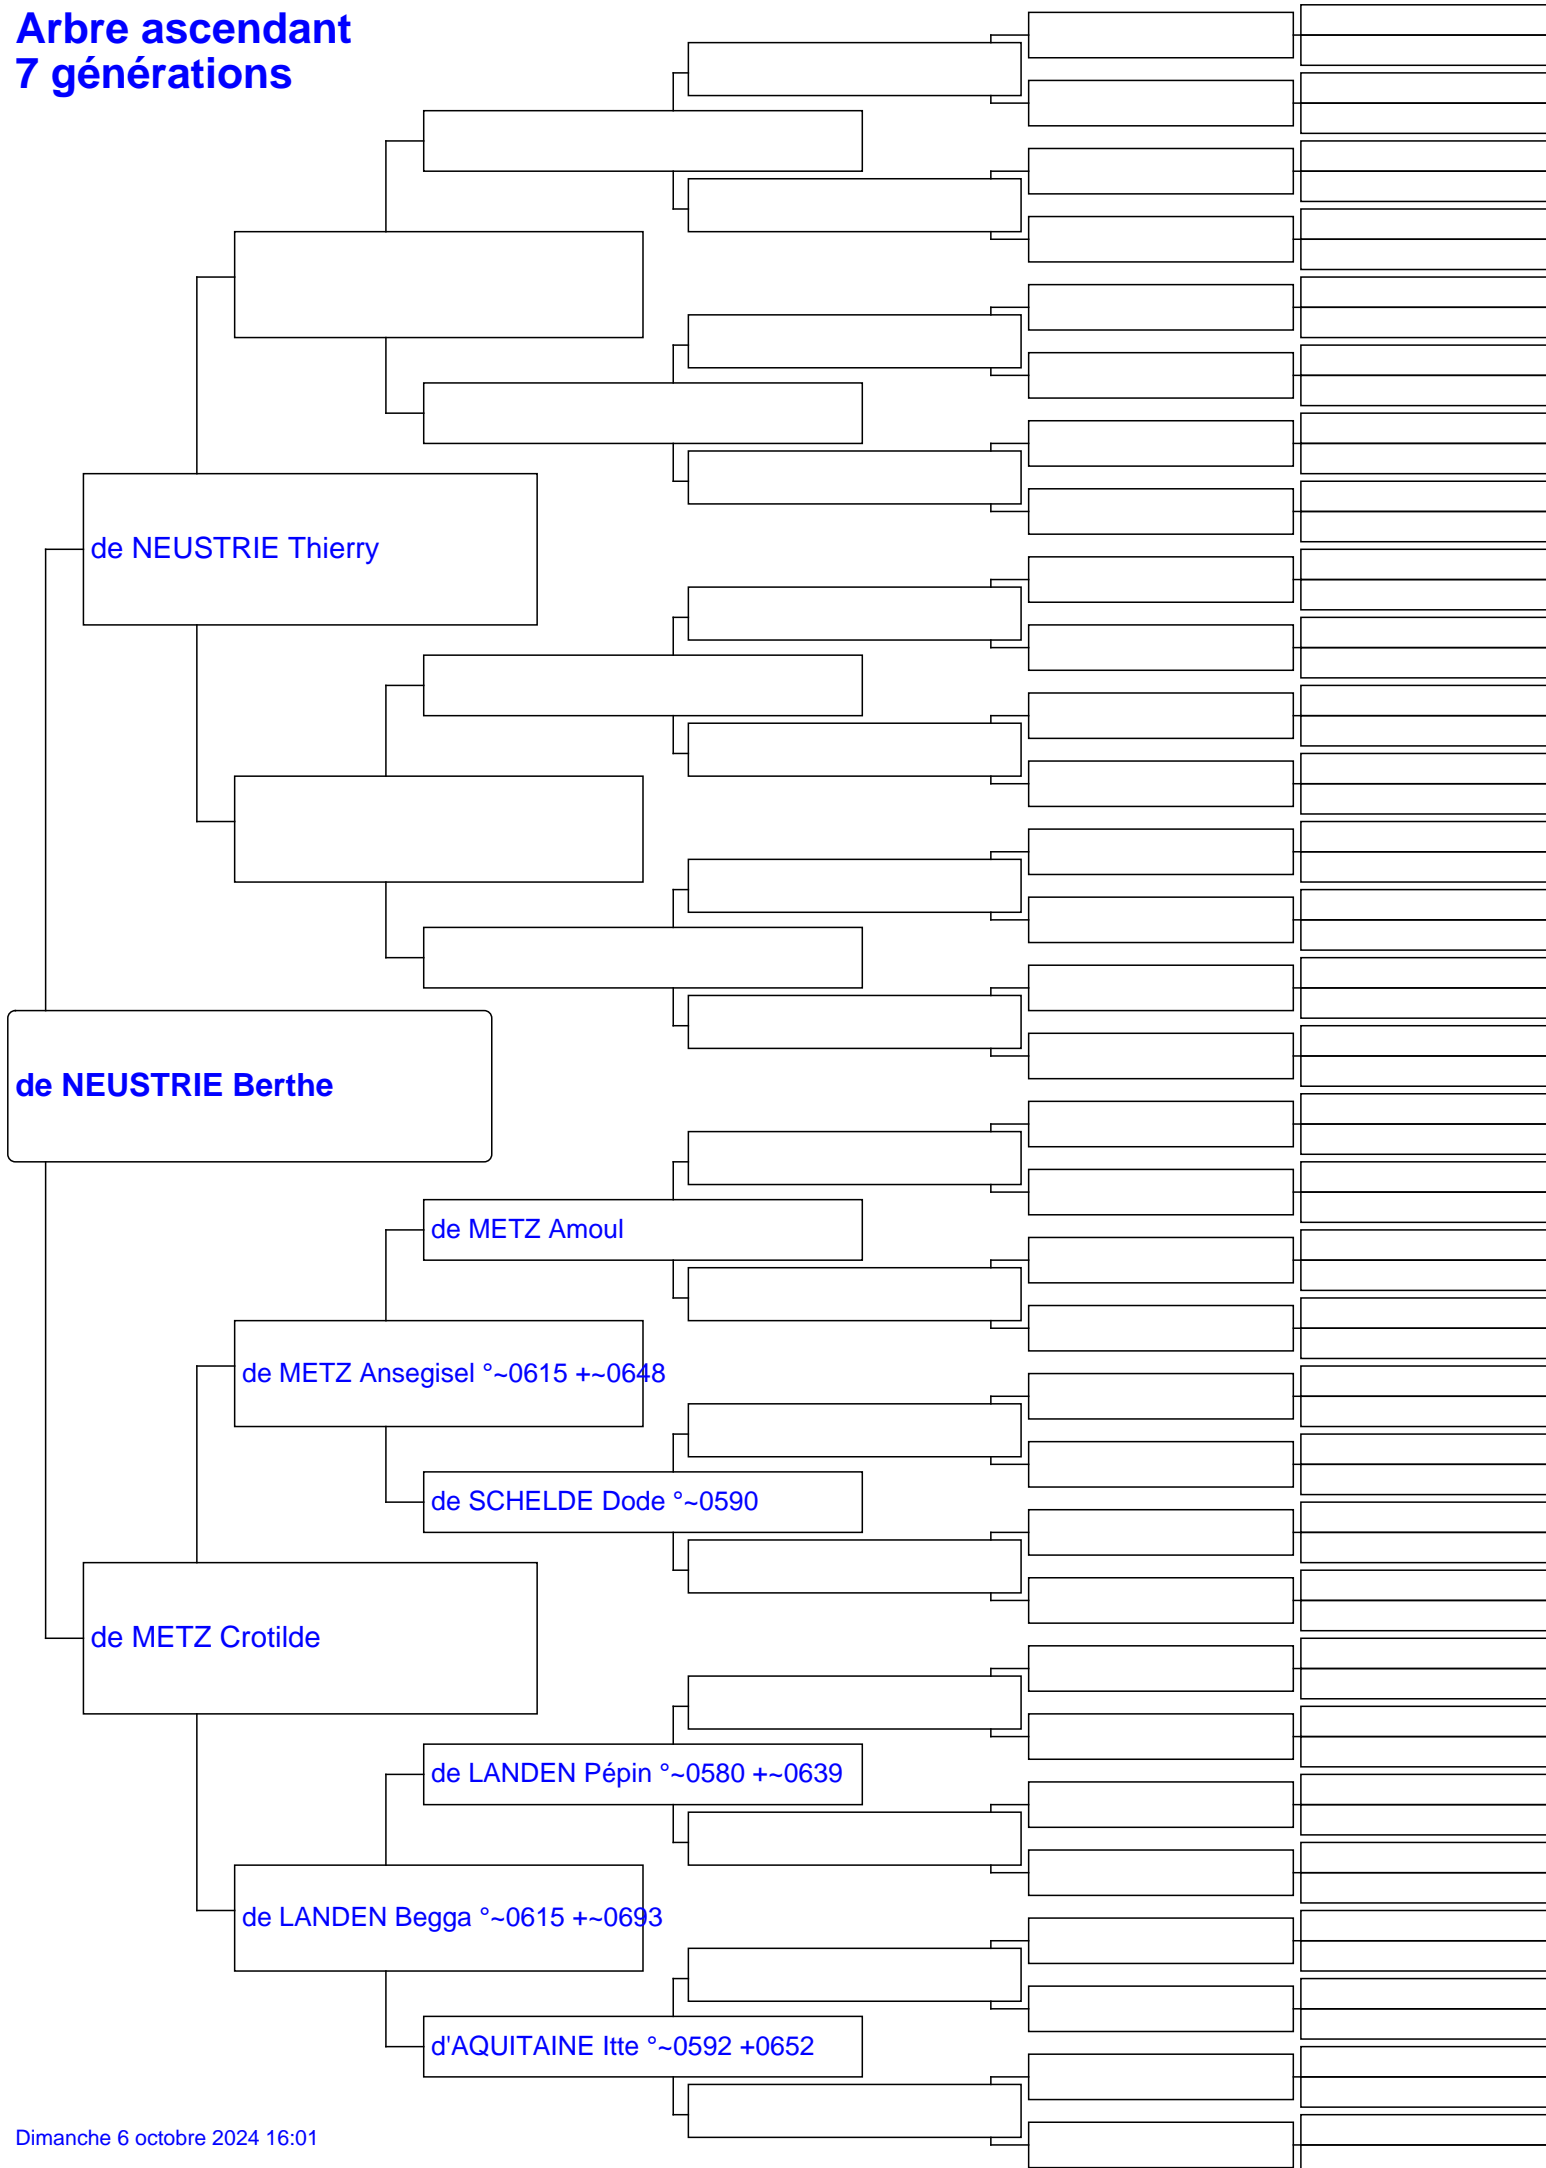 Arbre ascendant
7 générations
de NEUSTRIE Thierry
de NEUSTRIE Berthe
de METZ Amoul
de METZ Ansegisel °~0615 +~0648
de SCHELDE Dode °~0590
de METZ Crotilde
de LANDEN Pépin °~0580 +~0639
de LANDEN Begga °~0615 +~0693
d'AQUITAINE Itte °~0592 +0652
Dimanche 6 octobre 2024 16:01